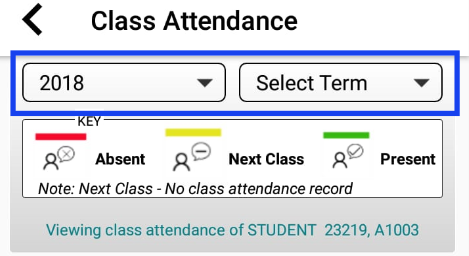 Class Attendance
2018 Select Term
KEY
Absent Next Class Present
Note: Next Class - No class attendance record
Viewing class attendance of STUDENT 23219, A1003